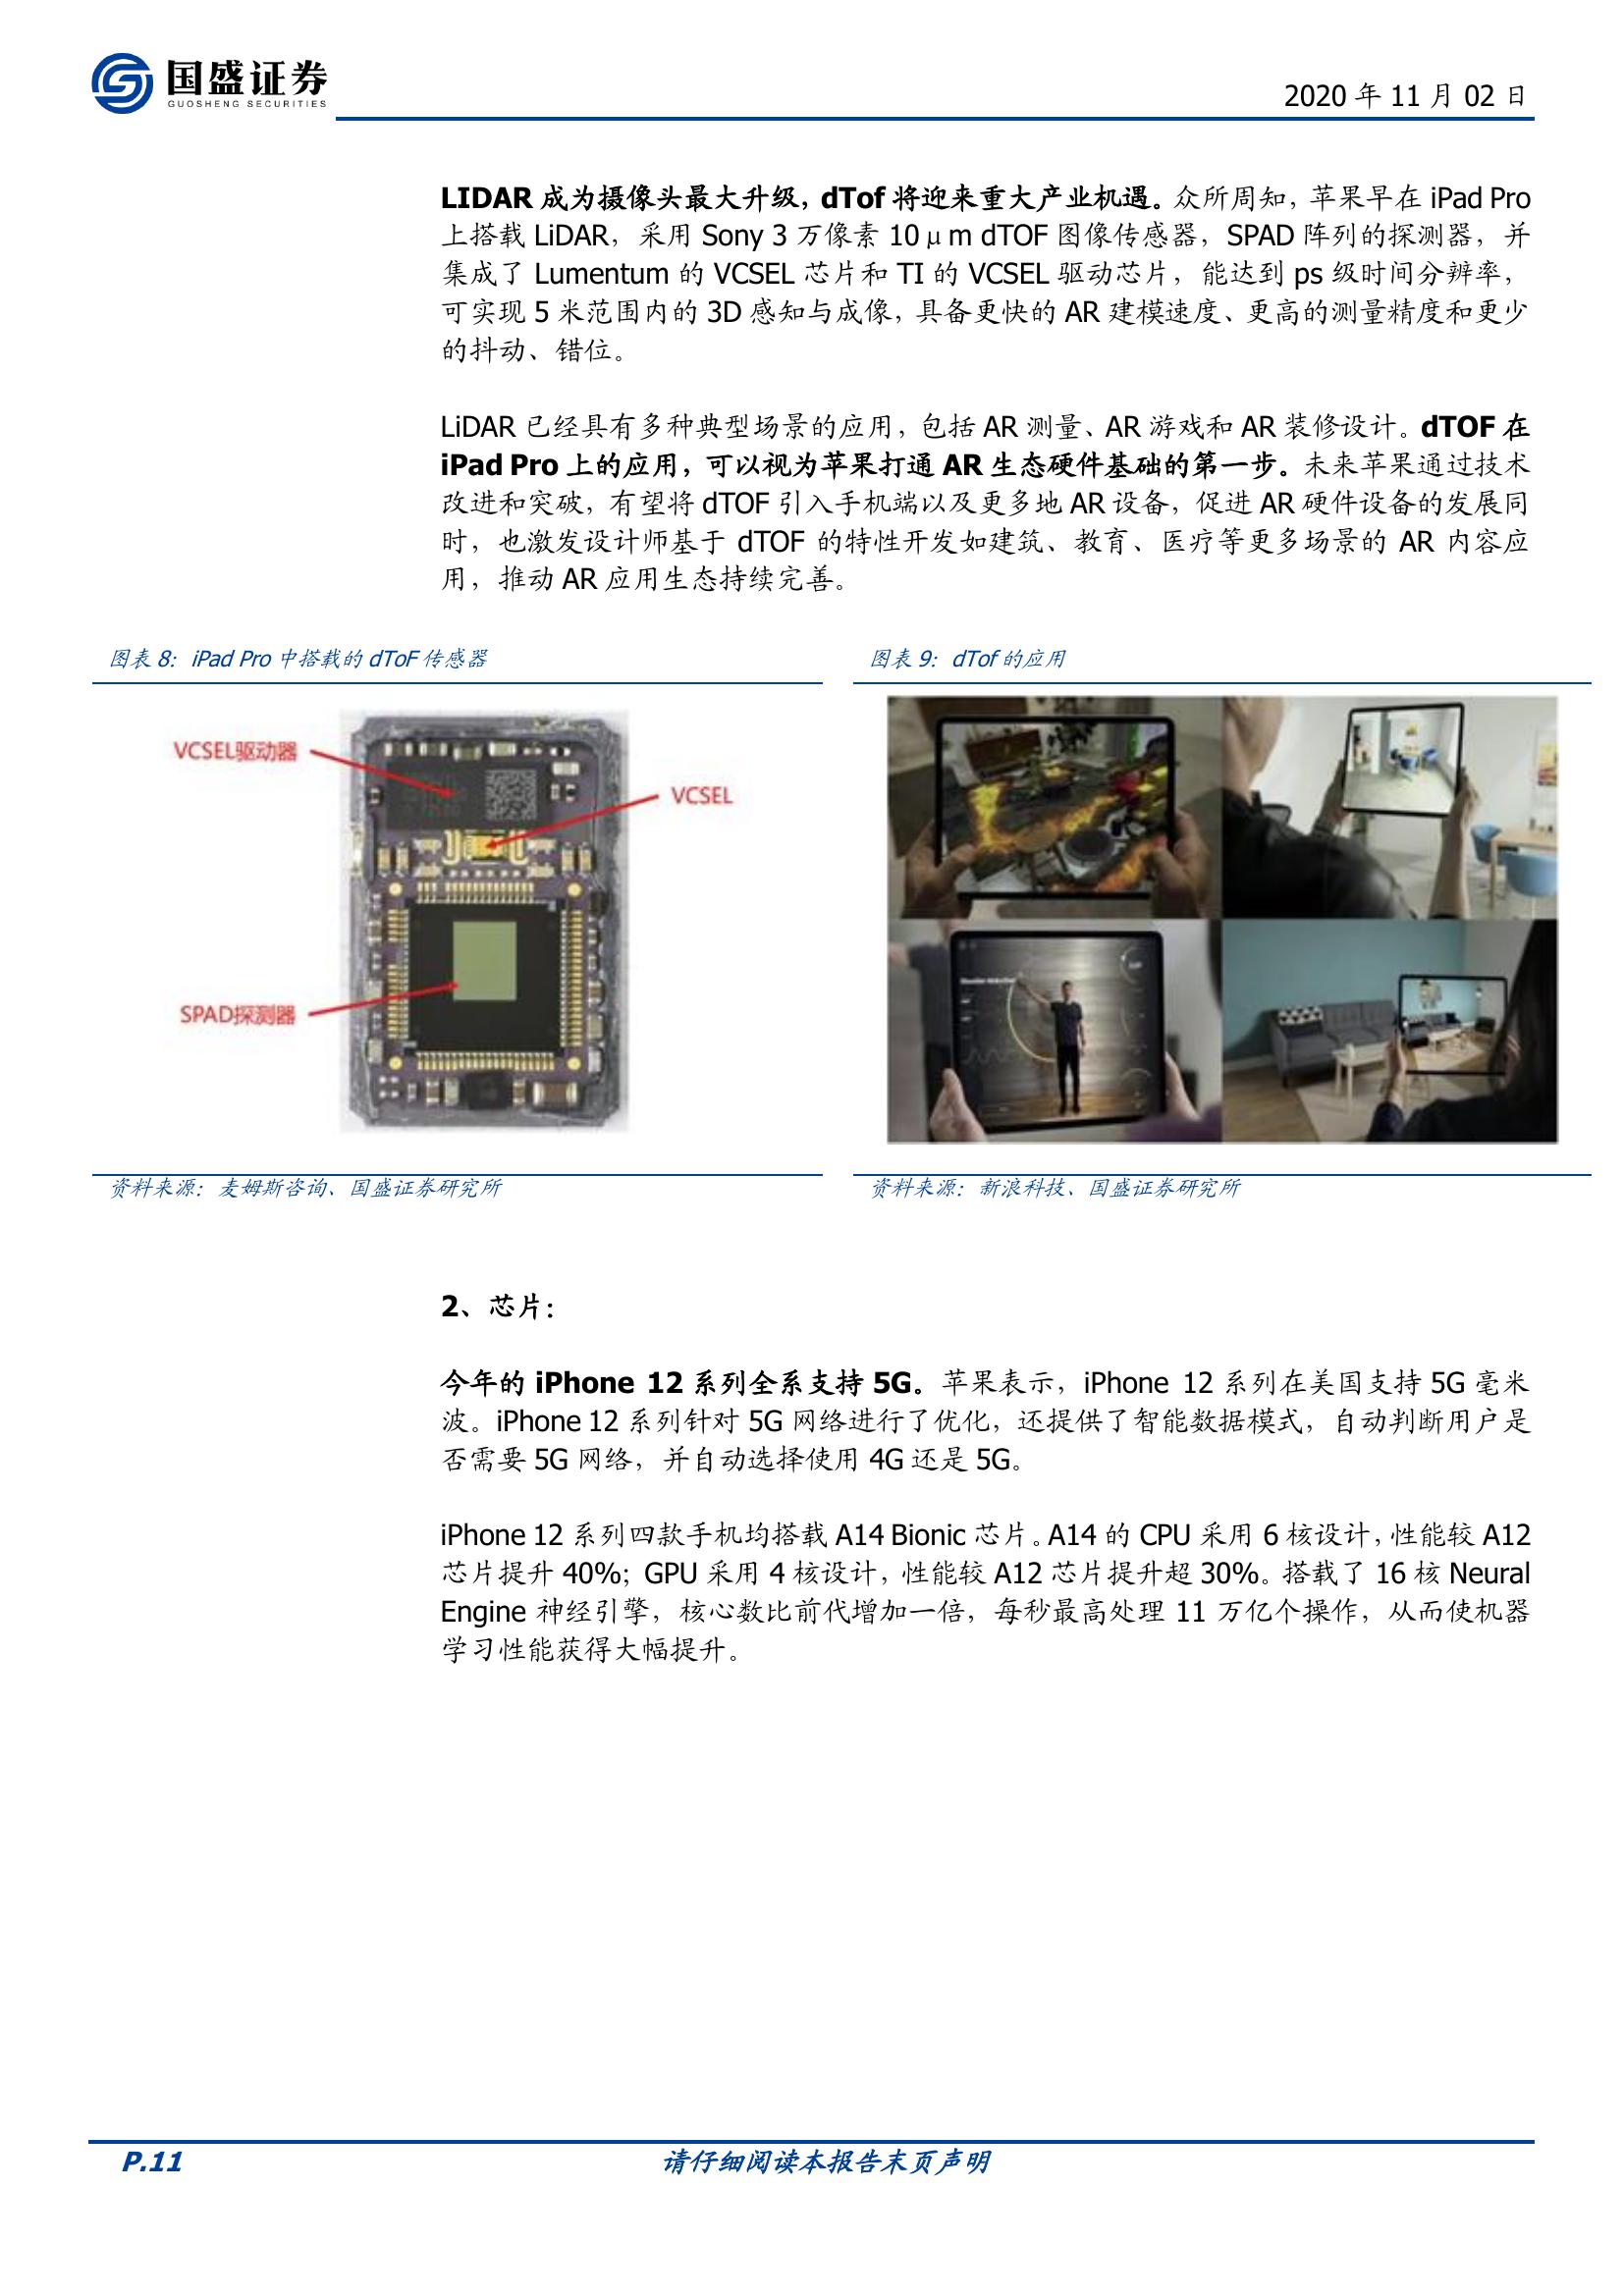 国盛证券
GUOSHENG SECURITIES
2020 年 11 月 02 日
LIDAR 成为摄像头最大升级，dTof 将迎来重大产业机遇。众所周知，苹果早在 iPad Pro
上搭载 LiDAR，采用 Sony 3 万像素 10μm dTOF 图像传感器，SPAD 阵列的探测器，并
集成了 Lumentum 的 VCSEL 芯片和 TI 的 VCSEL 驱动芯片，能达到 ps 级时间分辨率，
可实现 5 米范围内的 3D 感知与成像，具备更快的 AR 建模速度、更高的测量精度和更少
的抖动、错位。
LiDAR 已经具有多种典型场景的应用，包括 AR 测量、AR 游戏和 AR 装修设计。dTOF 在
iPad Pro 上的应用，可以视为苹果打通 AR 生态硬件基础的第一步。未来苹果通过技术
改进和突破，有望将 dTOF 引入手机端以及更多地 AR 设备，促进 AR 硬件设备的发展同
时，也激发设计师基于 dTOF 的特性开发如建筑、教育、医疗等更多场景的 AR 内容应
用，推动 AR 应用生态持续完善。
图表 8：iPad Pro 中搭载的 dToF 传感器
VCSEL驱动器
VCSEL
SPAD探测器
资料来源：麦姆斯咨询、国盛证券研究所
图表 9：dTof 的应用
资料来源：新浪科技、国盛证券研究所
2、芯片：
今年的 iPhone 12 系列全系支持 5G。苹果表示，iPhone 12 系列在美国支持 5G 毫米
波。iPhone 12 系列针对 5G 网络进行了优化，还提供了智能数据模式，自动判断用户是
否需要 5G 网络，并自动选择使用 4G 还是 5G。
iPhone 12 系列四款手机均搭载 A14 Bionic 芯片。A14 的 CPU 采用 6 核设计，性能较 A12
芯片提升 40%；GPU 采用 4 核设计，性能较 A12 芯片提升超 30%。搭载了 16 核 Neural
Engine 神经引擎，核心数比前代增加一倍，每秒最高处理 11 万亿个操作，从而使机器
学习性能获得大幅提升。
P.11
请仔细阅读本报告末页声明